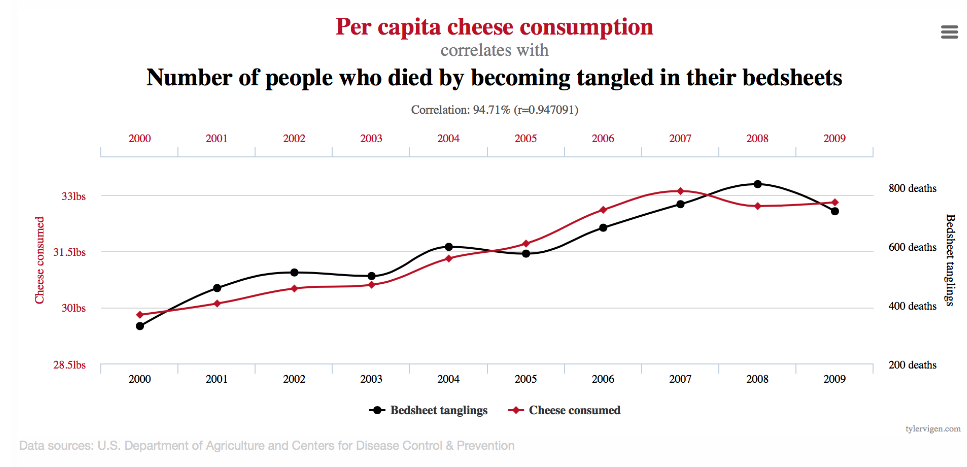 Per capita cheese consumption
correlates with
Number of people who died by becoming tangled in their bedsheets
Correlation: 94.71% (r=0.947091)
2000 2001 2002 2003 2004 2005 2006 2007 2008 2009
33lbs
31.5lbs
30lbs
28.5lbs
Cheese consumed
800 deaths
600 deaths
400 deaths
200 deaths
Bedsheet tanglings
2000 2001 2002 2003 2004 2005 2006 2007 2008 2009
Bedsheet tanglings Cheese consumed
tylervigen.com
Data sources: U.S. Department of Agriculture and Centers for Disease Control & Prevention